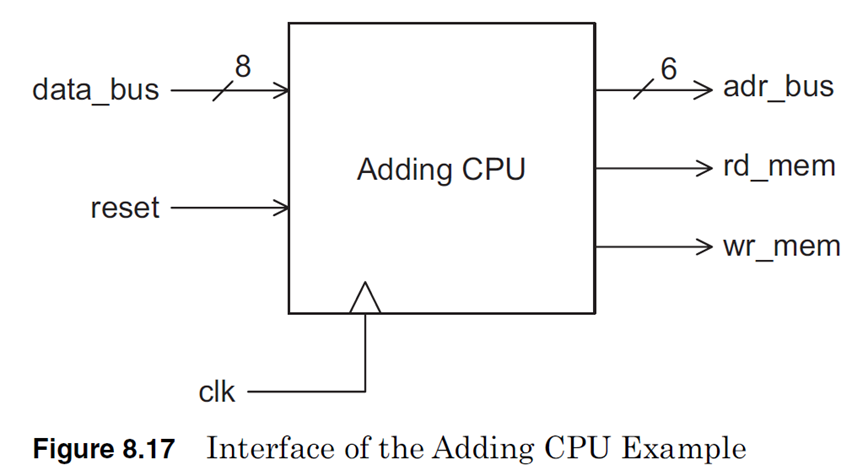 8
6
data_bus
adr_bus
Adding CPU
rd_mem
reset
wr_mem
clk
Figure 8.17 Interface of the Adding CPU Example